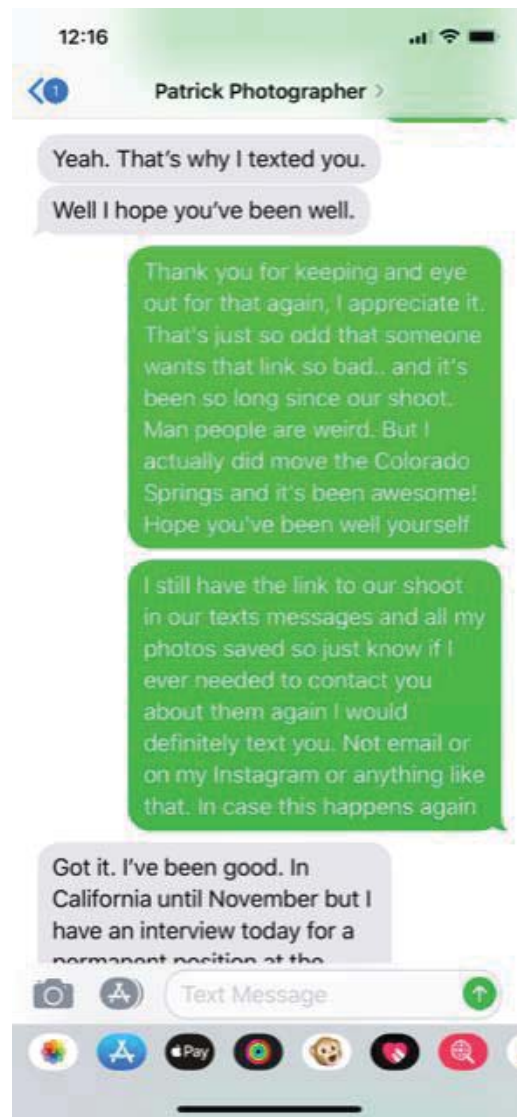 12:16
1
Patrick Photographer >
Yeah. That's why I texted you.
Well I hope you've been well.
Thank you for keeping and eye
out for that again, I appreciate it.
That's just so odd that someone
wants that link so bad.. and it's
been so long since our shoot.
Man people are weird. But I
actually did move the Colorado
Springs and it's been awesome!
Hope you've been well yourself
I still have the link to our shoot
in our texts messages and all my
photos saved so just know if I
ever needed to contact you
about them again I would
definitely text you. Not email or
on my Instagram or anything like
that. In case this happens again
Got it. I've been good. In
California until November but I
have an interview today for a
permanent position at the
Text Message
Pay